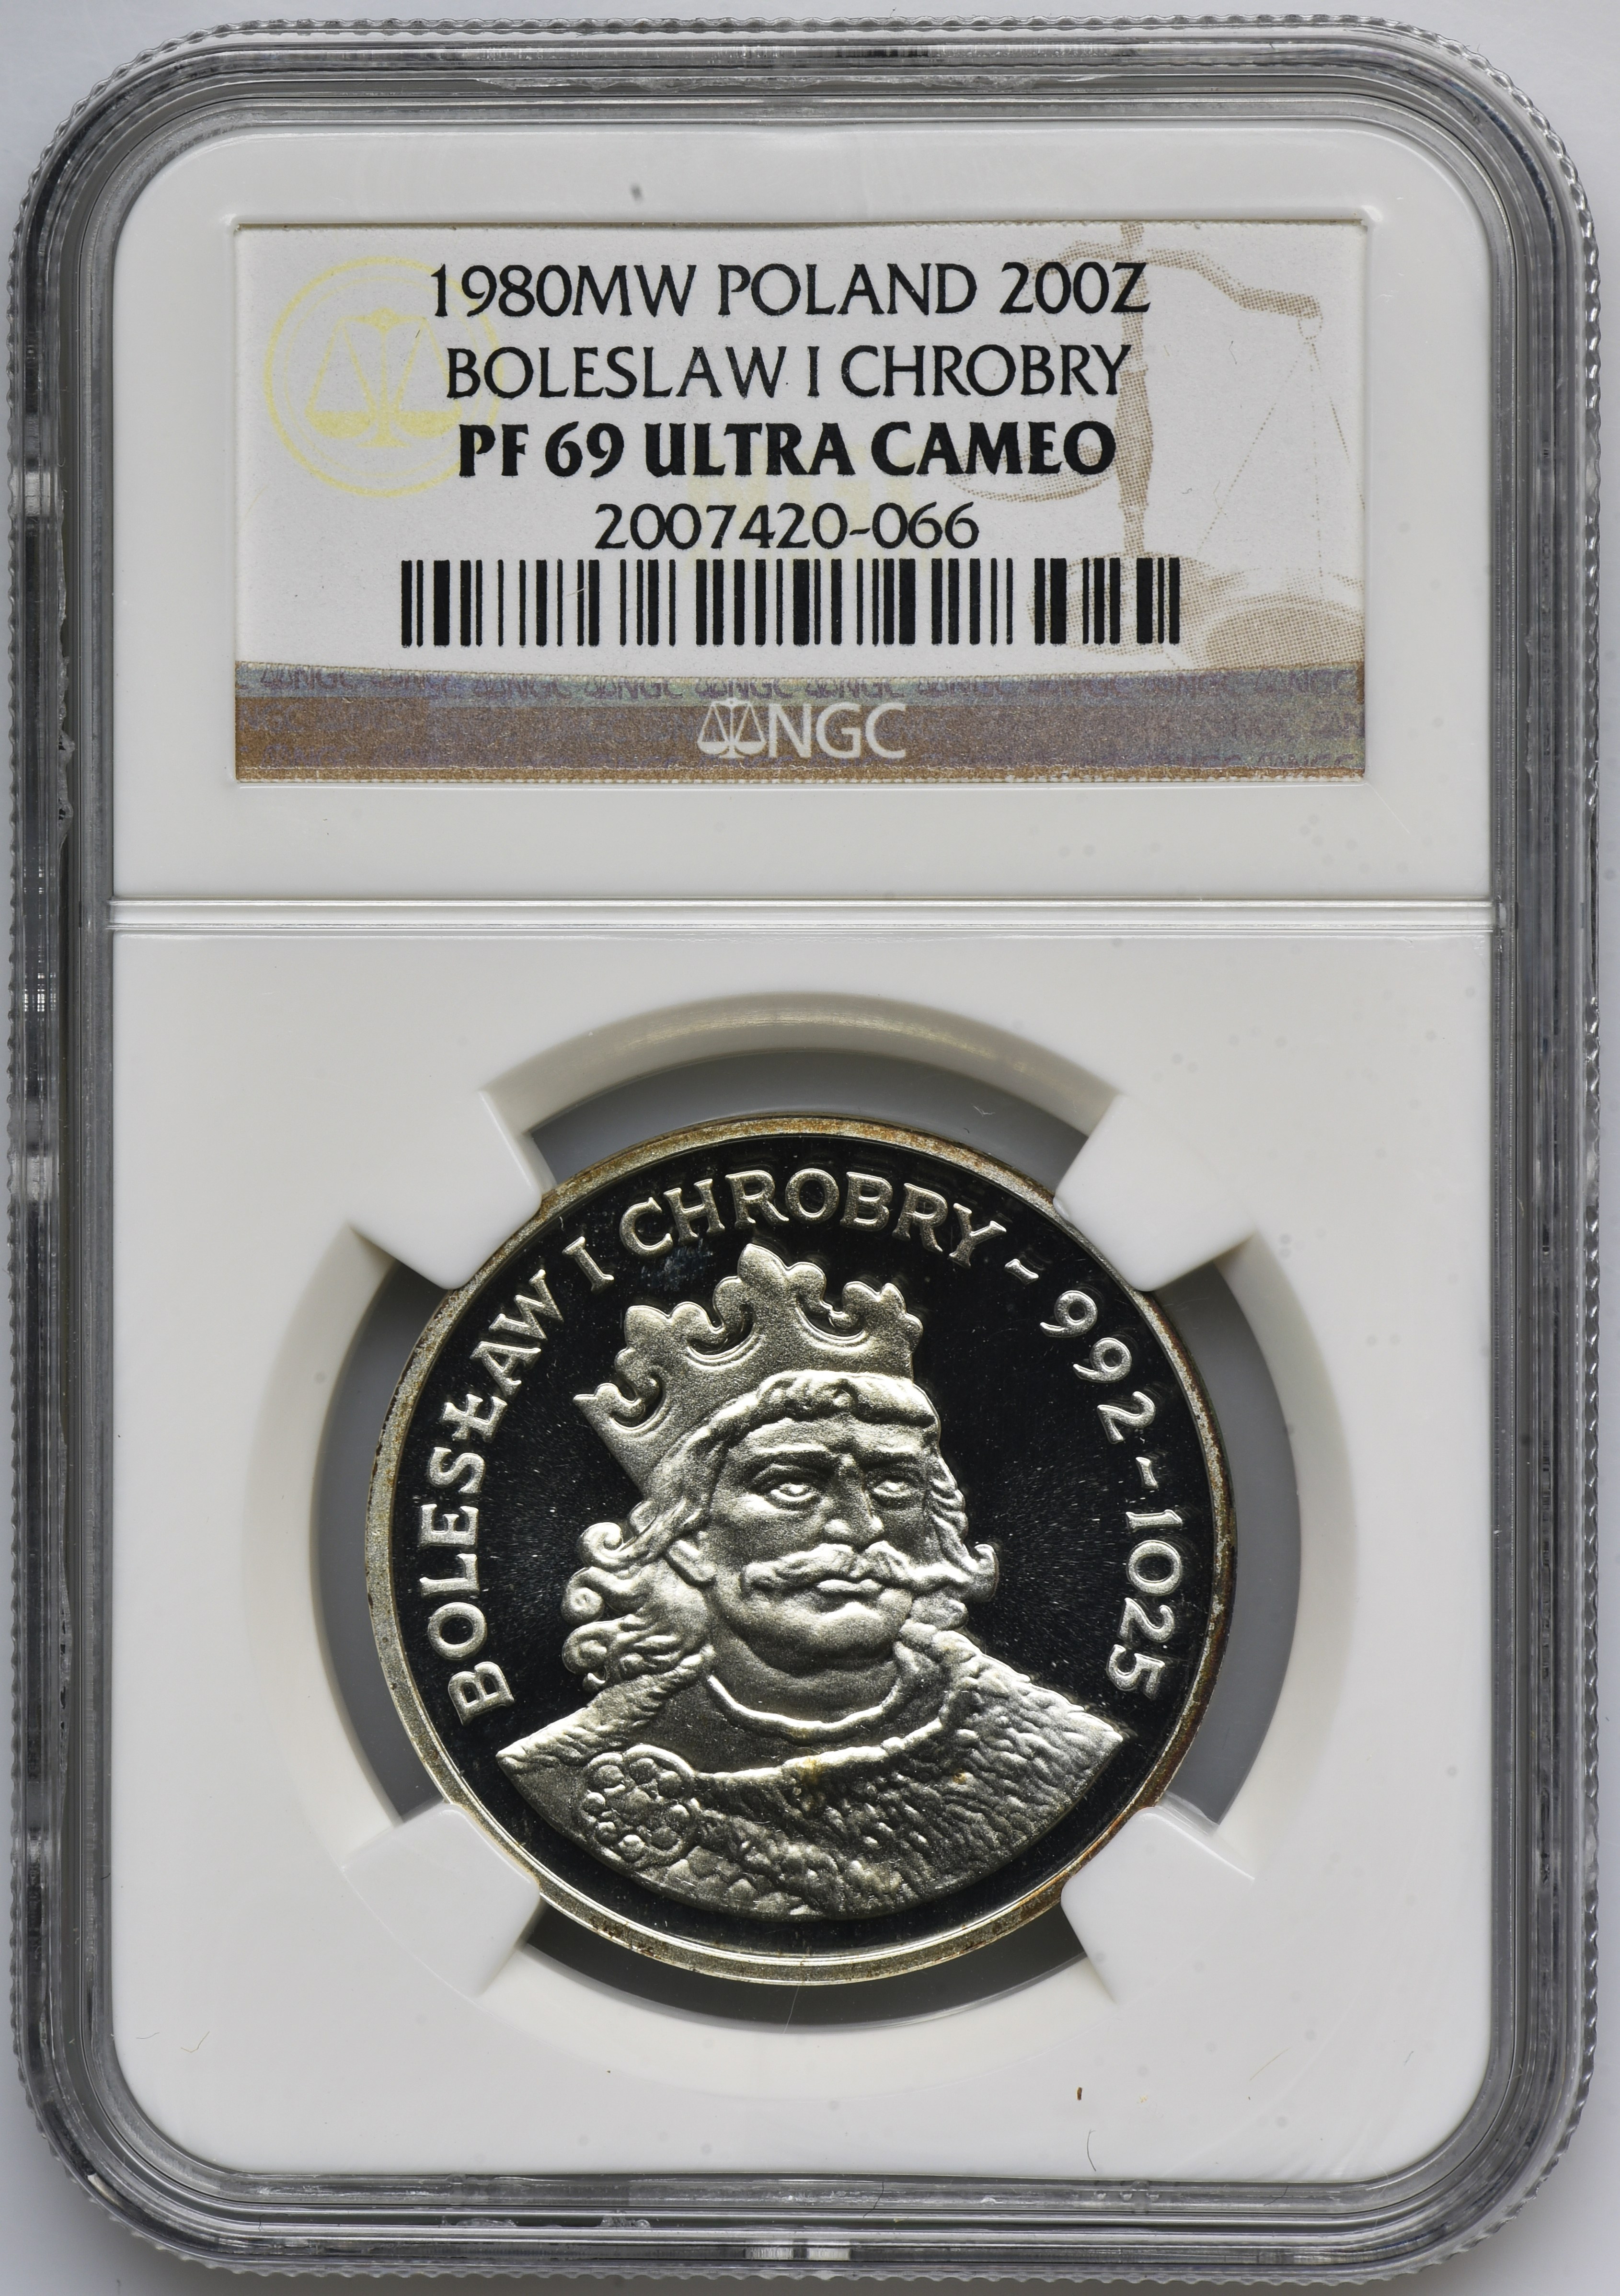 1980MW POLAND 200Z
BOLESLAW I CHROBRY
PF 69 ULTRA CAMEO
2007420-066
NGC
BOLESŁAW I CHROBRY - 992-1025